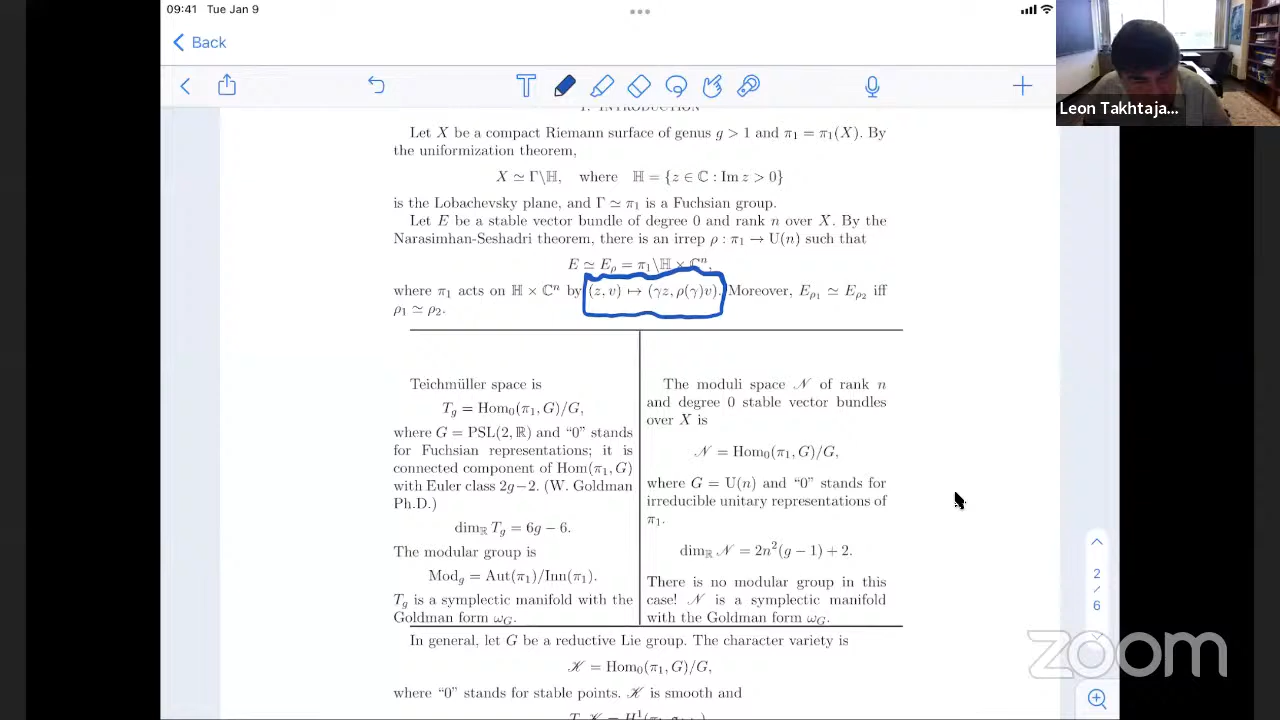 09:41 Tue Jan 9
Back
Leon Takhtaja...
1. INTRODUCTION
Let X be a compact Riemann surface of genus g > 1 and π₁ = π₁(X). By
the uniformization theorem,
X ≃ Γ\ℍ, where ℍ = {z ∈ ℂ : Im z > 0}
is the Lobachevsky plane, and Γ ≃ π₁ is a Fuchsian group.
Let E be a stable vector bundle of degree 0 and rank n over X. By the
Narasimhan-Seshadri theorem, there is an irrep ρ : π₁ → U(n) such that
E ≃ E_ρ = π₁\ℍ × ℂⁿ,
where π₁ acts on ℍ × ℂⁿ by (z, v) ↦ (γz, ρ(γ)v). Moreover, E_ρ₁ ≃ E_ρ₂ iff
ρ₁ ≃ ρ₂.
Teichmüller space is
T_g = Hom₀(π₁, G)/G,
where G = PSL(2, ℝ) and “0” stands
for Fuchsian representations; it is
connected component of Hom(π₁, G)
with Euler class 2g−2. (W. Goldman
Ph.D.)
dim_ℝ T_g = 6g − 6.
The modular group is
Mod_g = Aut(π₁)/Inn(π₁).
T_g is a symplectic manifold with the
Goldman form ω_G.
The moduli space 𝒩 of rank n
and degree 0 stable vector bundles
over X is
𝒩 = Hom₀(π₁, G)/G,
where G = U(n) and “0” stands for
irreducible unitary representations of
π₁.
dim_ℝ 𝒩 = 2n²(g − 1) + 2.
There is no modular group in this
case! 𝒩 is a symplectic manifold
with the Goldman form ω_G.
In general, let G be a reductive Lie group. The character variety is
𝒦 = Hom₀(π₁, G)/G,
where “0” stands for stable points. 𝒦 is smooth and
2
/
6
zoom